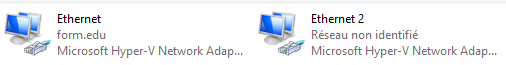 Ethernet
form.edu
Microsoft Hyper-V Network Adap...
Ethernet 2
Réseau non identifié
Microsoft Hyper-V Network Adap...